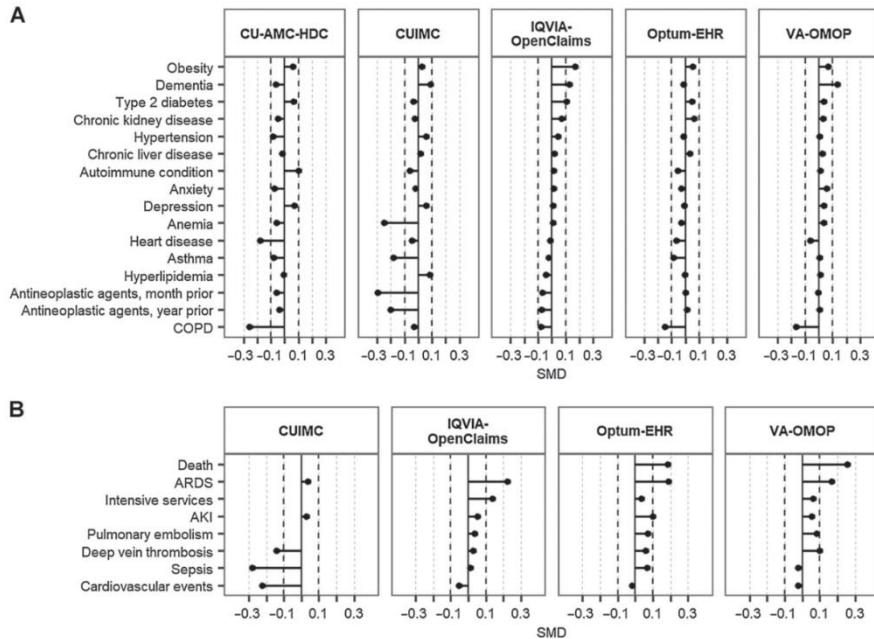 A
CU-AMC-HDC
CUIMC
IQVIA-
OpenClaims
Optum-EHR
VA-OMOP
Obesity
Dementia
Type 2 diabetes
Chronic kidney disease
Hypertension
Chronic liver disease
Autoimmune condition
Anxiety
Depression
Anemia
Heart disease
Asthma
Hyperlipidemia
Antineoplastic agents, month prior
Antineoplastic agents, year prior
COPD
−0.3 −0.1 0.1 0.3 −0.3 −0.1 0.1 0.3 −0.3 −0.1 0.1 0.3 −0.3 −0.1 0.1 0.3 −0.3 −0.1 0.1 0.3
SMD
B
CUIMC
IQVIA-
OpenClaims
Optum-EHR
VA-OMOP
Death
ARDS
Intensive services
AKI
Pulmonary embolism
Deep vein thrombosis
Sepsis
Cardiovascular events
−0.3 −0.1 0.1 0.3 −0.3 −0.1 0.1 0.3 −0.3 −0.1 0.1 0.3 −0.3 −0.1 0.1 0.3
SMD